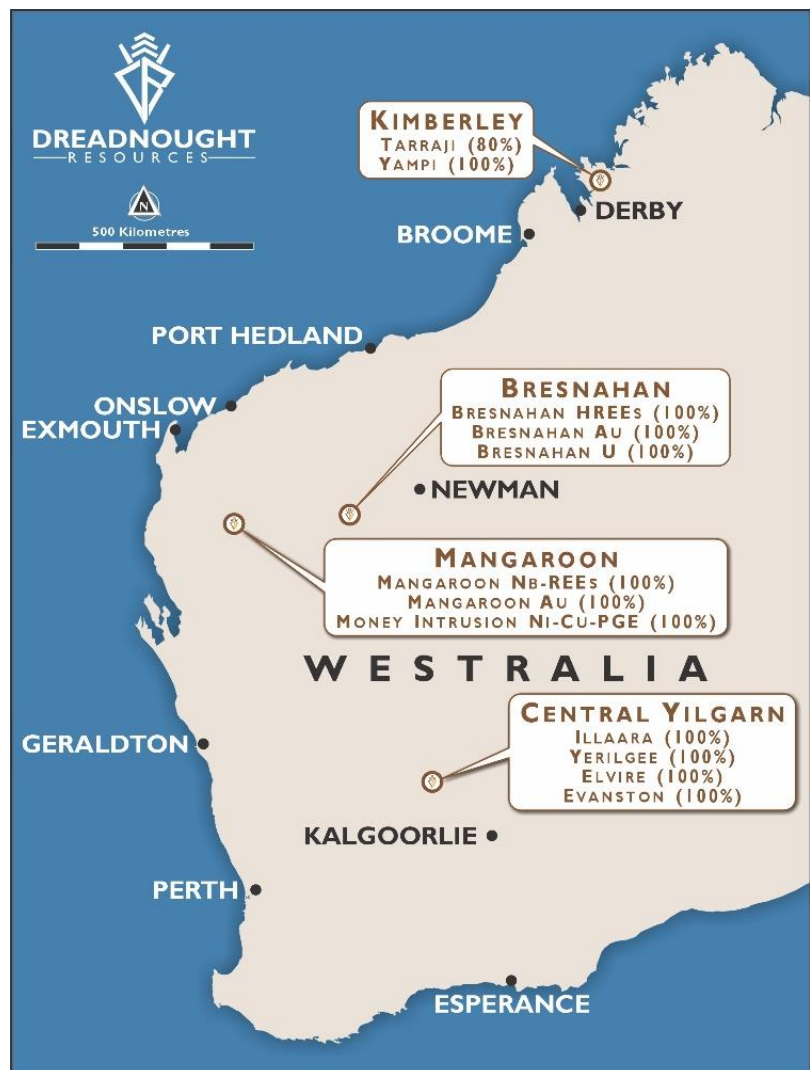 DREADNOUGHT
RESOURCES
N
500 Kilometres
KIMBERLEY
TARRAJI (80%)
YAMPI (100%)
DERBY
BROOME
PORT HEDLAND
ONSLOW
EXMOUTH
BRESNAHAN
BRESNAHAN HREES (100%)
BRESNAHAN AU (100%)
BRESNAHAN U (100%)
NEWMAN
MANGAROON
MANGAROON NB-REES (100%)
MANGAROON AU (100%)
MONEY INTRUSION NI-CU-PGE (100%)
WESTRALIA
CENTRAL YILGARN
ILLAARA (100%)
YERILGEE (100%)
ELVIRE (100%)
EVANSTON (100%)
GERALDTON
KALGOORLIE
PERTH
ESPERANCE